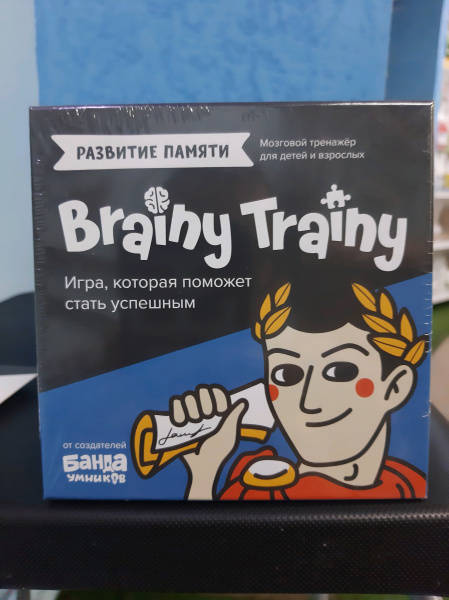 РАЗВИТИЕ ПАМЯТИ
Мозговой тренажёр
для детей и взрослых
Brainy Trainy
Игра, которая поможет
стать успешным
от создателей
БАНДА
УМНИКОВ